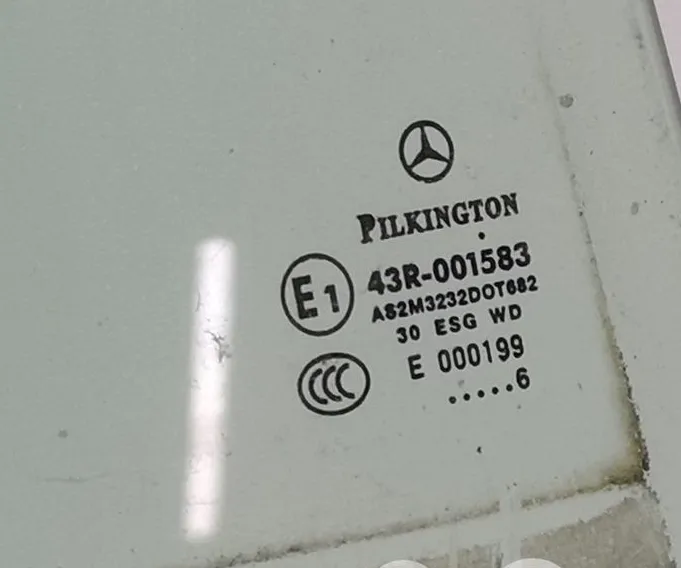 PILKINGTON
E1 43R-001583
AS2M3232DOT682
30 ESG WD
CCC E 000199
.....6